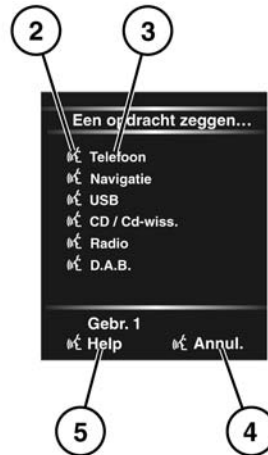 2
3
Een opdracht zeggen...
Telefoon
Navigatie
USB
CD / Cd-wiss.
Radio
D.A.B.
Gebr. 1
Help
Annul.
5
4